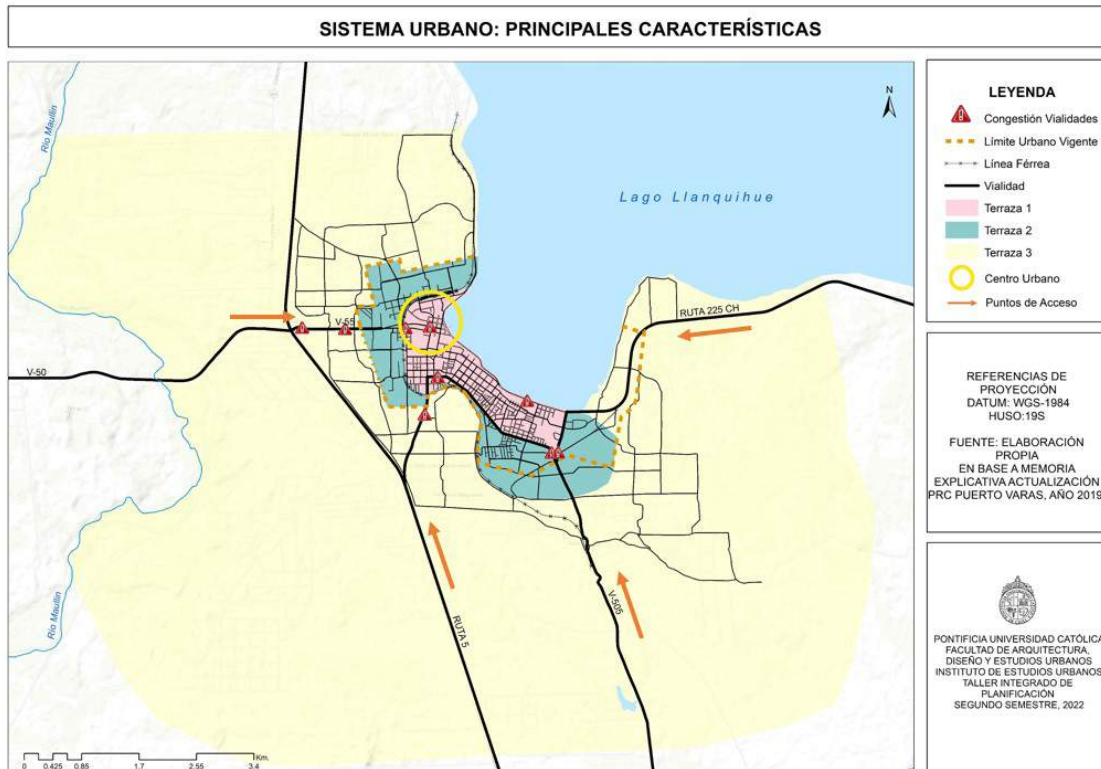 SISTEMA URBANO: PRINCIPALES CARACTERÍSTICAS
Río Maullín
N
Lago Llanquihue
V-55
RUTA 225 CH
V-50
RUTA 5
V-505
Río Maullín
0 0.425 0.85 1.7 2.55 3.4
Km.
LEYENDA
Congestión Vialidades
Límite Urbano Vigente
Línea Férrea
Vialidad
Terraza 1
Terraza 2
Terraza 3
Centro Urbano
Puntos de Acceso
REFERENCIAS DE
PROYECCIÓN
DATUM: WGS-1984
HUSO:19S
FUENTE: ELABORACIÓN
PROPIA
EN BASE A MEMORIA
EXPLICATIVA ACTUALIZACIÓN
PRC PUERTO VARAS, AÑO 2019
PONTIFICIA UNIVERSIDAD CATÓLICA
FACULTAD DE ARQUITECTURA,
DISEÑO Y ESTUDIOS URBANOS
INSTITUTO DE ESTUDIOS URBANOS
TALLER INTEGRADO DE
PLANIFICACIÓN
SEGUNDO SEMESTRE, 2022